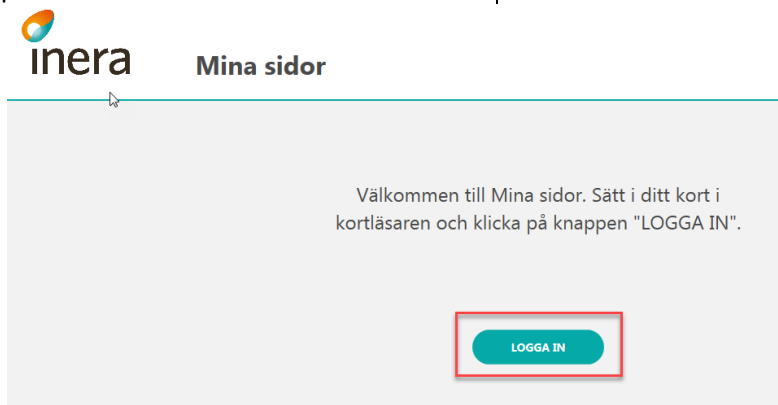 inera
Mina sidor
Välkommen till Mina sidor. Sätt i ditt kort i
kortläsaren och klicka på knappen "LOGGA IN".
LOGGA IN